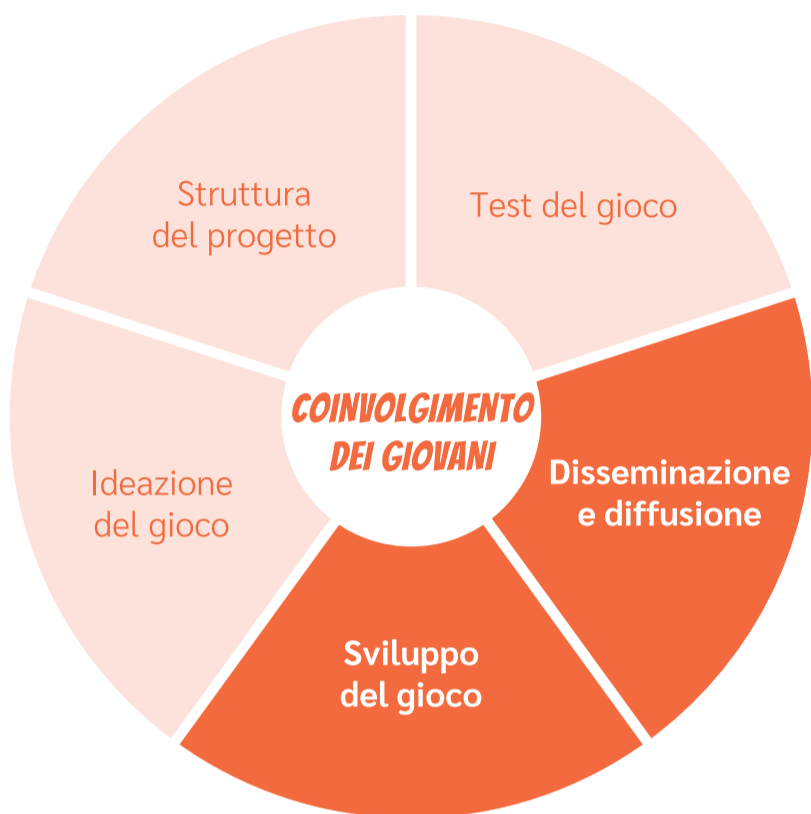 Struttura
del progetto
Test del gioco
COINVOLGIMENTO
DEI GIOVANI
Ideazione
del gioco
Disseminazione
e diffusione
Sviluppo
del gioco